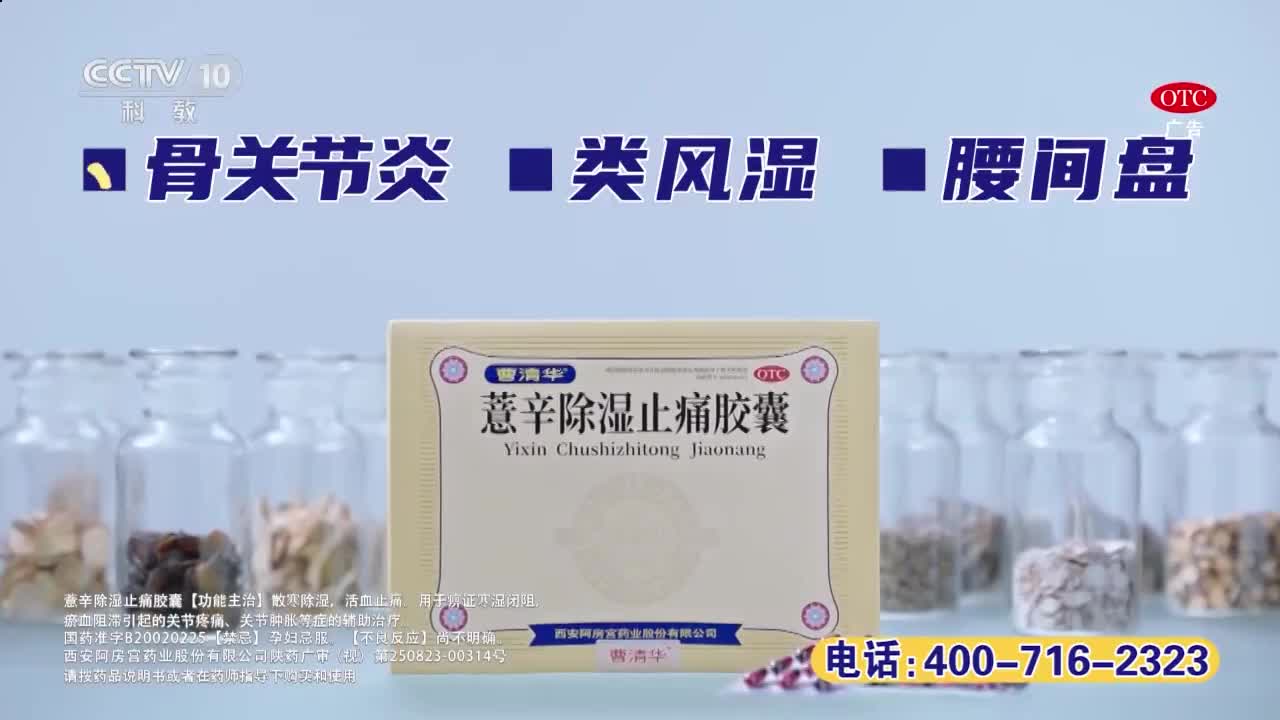 CCTV 10
科教
OTC
广告
骨关节炎 类风湿 腰间盘
曹清华
OTC
薏辛除湿止痛胶囊
Yixin Chushizhitong Jiaonang
西安阿房宫药业股份有限公司
曹清华
薏辛除湿止痛胶囊【功能主治】散寒除湿，活血止痛。用于痹证寒湿闭阻，
瘀血阻滞引起的关节疼痛、关节肿胀等症的辅助治疗。
国药准字B20020225【禁忌】孕妇忌服。【不良反应】尚不明确。
西安阿房宫药业股份有限公司陕药广审（视）第250823-00314号
请按药品说明书或者在药师指导下购买和使用
电话：400-716-2323